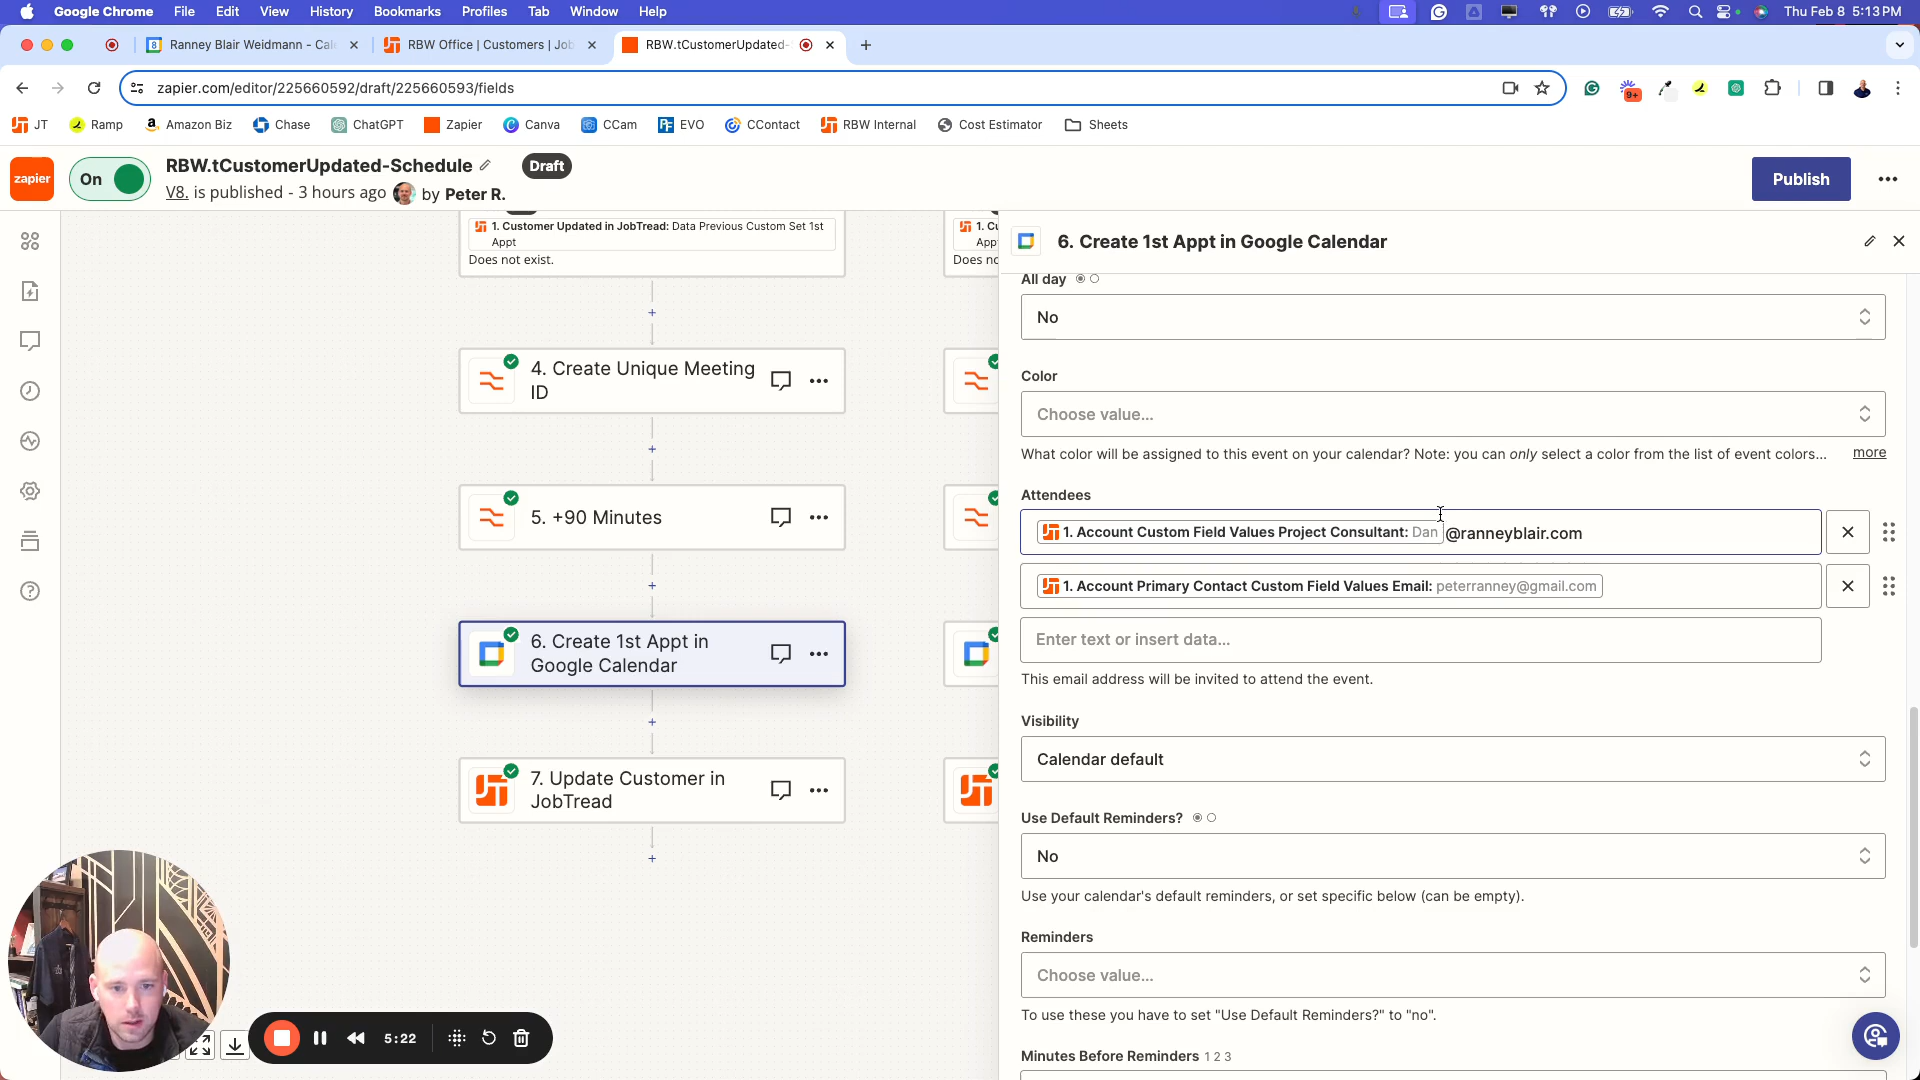 Google Chrome File Edit View History Bookmarks Profiles Tab Window Help
Thu Feb 8 5:13 PM
Ranney Blair Weidmann - Cal
RBW Office | Customers | Job
RBW.tCustomerUpdated-
zapier.com/editor/225660592/draft/225660593/fields
9+
JT Ramp Amazon Biz Chase ChatGPT Zapier Canva CCam EVO CContact RBW Internal Cost Estimator Sheets
zapier
On
RBW.tCustomerUpdated-Schedule
Draft
V8. is published - 3 hours ago by Peter R.
Publish
1. Customer Updated in JobTread: Data Previous Custom Set 1st
Appt
Does not exist.
1. Cu
Appt
Does no
4. Create Unique Meeting
ID
5. +90 Minutes
6. Create 1st Appt in
Google Calendar
7. Update Customer in
JobTread
5:22
6. Create 1st Appt in Google Calendar
All day
No
Color
Choose value...
What color will be assigned to this event on your calendar? Note: you can only select a color from the list of event colors...
more
Attendees
1. Account Custom Field Values Project Consultant: Dan @ranneyblair.com
1. Account Primary Contact Custom Field Values Email: peterranney@gmail.com
Enter text or insert data...
This email address will be invited to attend the event.
Visibility
Calendar default
Use Default Reminders?
No
Use your calendar's default reminders, or set specific below (can be empty).
Reminders
Choose value...
To use these you have to set "Use Default Reminders?" to "no".
Minutes Before Reminders 1 2 3